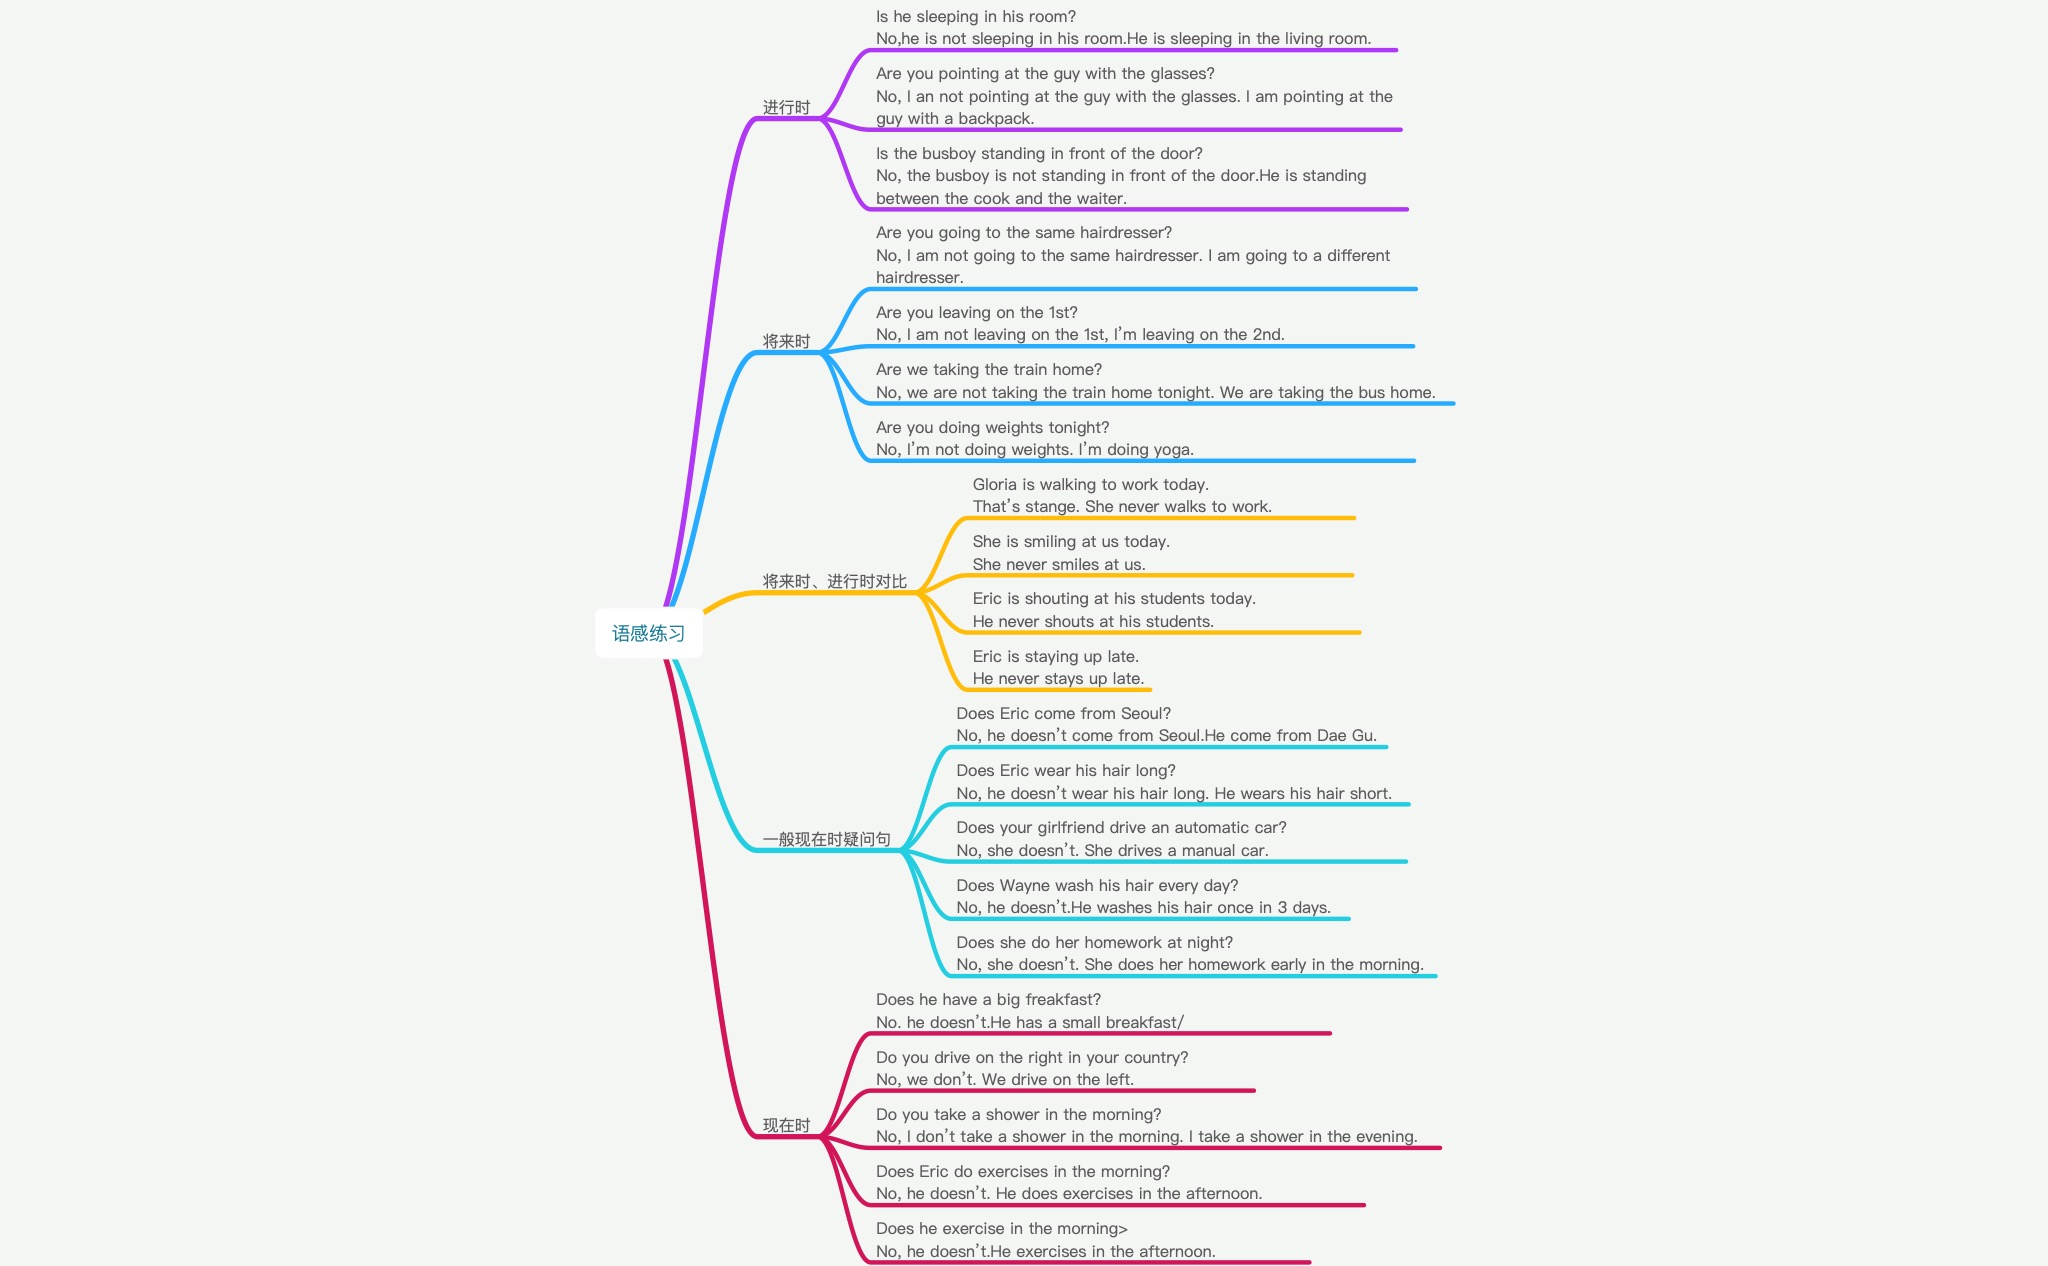 语感练习
进行时
Is he sleeping in his room?
No,he is not sleeping in his room.He is sleeping in the living room.
Are you pointing at the guy with the glasses?
No, I an not pointing at the guy with the glasses. I am pointing at the
guy with a backpack.
Is the busboy standing in front of the door?
No, the busboy is not standing in front of the door.He is standing
between the cook and the waiter.
将来时
Are you going to the same hairdresser?
No, I am not going to the same hairdresser. I am going to a different
hairdresser.
Are you leaving on the 1st?
No, I am not leaving on the 1st, I'm leaving on the 2nd.
Are we taking the train home?
No, we are not taking the train home tonight. We are taking the bus home.
Are you doing weights tonight?
No, I'm not doing weights. I'm doing yoga.
将来时、进行时对比
Gloria is walking to work today.
That's stange. She never walks to work.
She is smiling at us today.
She never smiles at us.
Eric is shouting at his students today.
He never shouts at his students.
Eric is staying up late.
He never stays up late.
一般现在时疑问句
Does Eric come from Seoul?
No, he doesn't come from Seoul.He come from Dae Gu.
Does Eric wear his hair long?
No, he doesn't wear his hair long. He wears his hair short.
Does your girlfriend drive an automatic car?
No, she doesn't. She drives a manual car.
Does Wayne wash his hair every day?
No, he doesn't.He washes his hair once in 3 days.
Does she do her homework at night?
No, she doesn't. She does her homework early in the morning.
现在时
Does he have a big freakfast?
No. he doesn't.He has a small breakfast/
Do you drive on the right in your country?
No, we don't. We drive on the left.
Do you take a shower in the morning?
No, I don't take a shower in the morning. I take a shower in the evening.
Does Eric do exercises in the morning?
No, he doesn't. He does exercises in the afternoon.
Does he exercise in the morning>
No, he doesn't.He exercises in the afternoon.